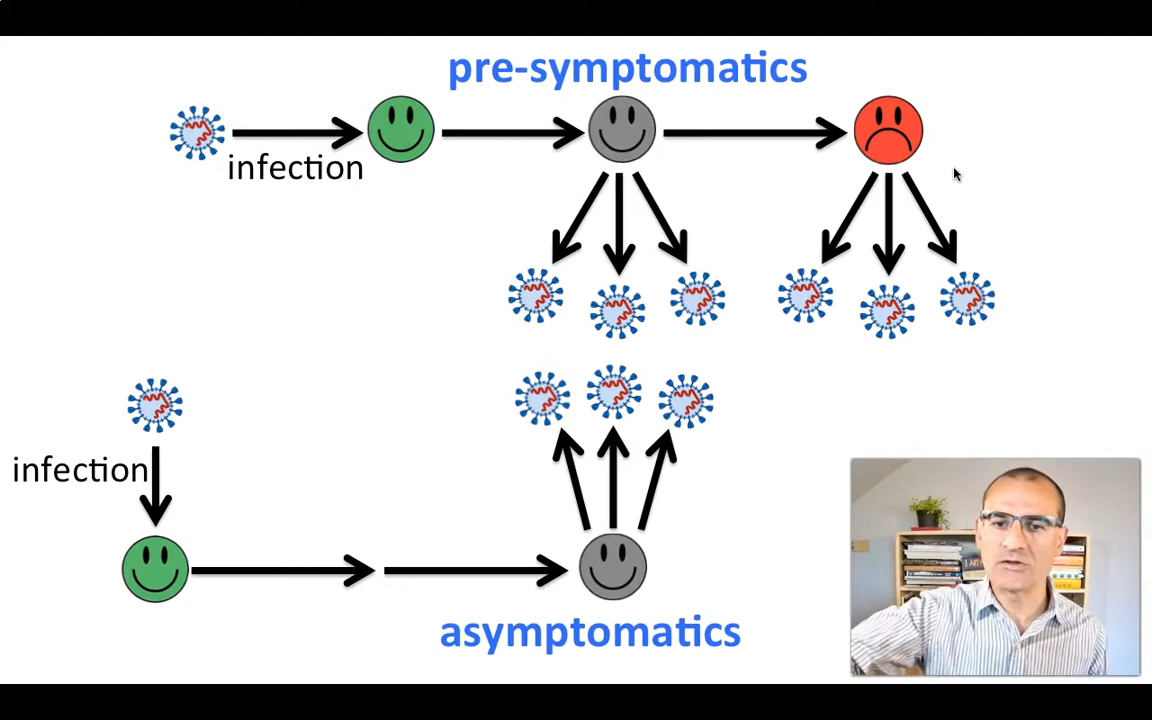 pre-symptomatics
infection
infection
asymptomatics